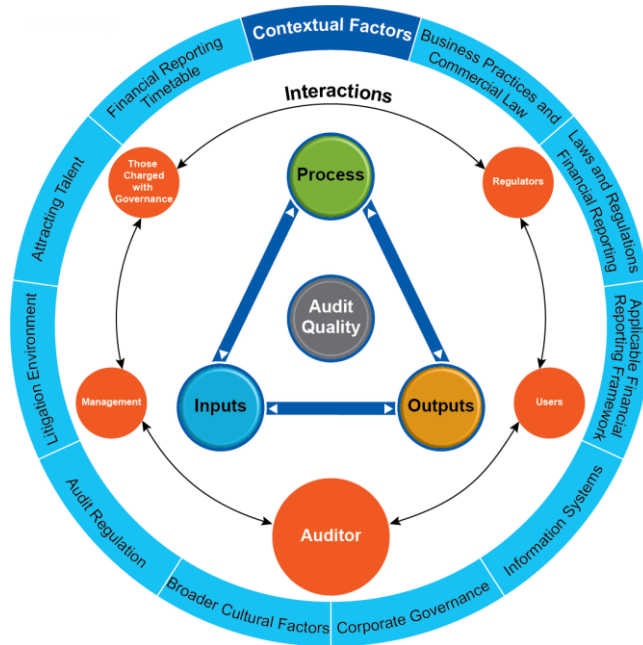 Contextual Factors
Business Practices and
Commercial Law
Laws and Regulations
Financial Reporting
Applicable Financial
Reporting Framework
Information Systems
Corporate Governance
Broader Cultural Factors
Audit Regulation
Litigation Environment
Attracting Talent
Financial Reporting
Timetable
Interactions
Those
Charged
with
Governance
Regulators
Process
Audit
Quality
Inputs
Outputs
Management
Users
Auditor